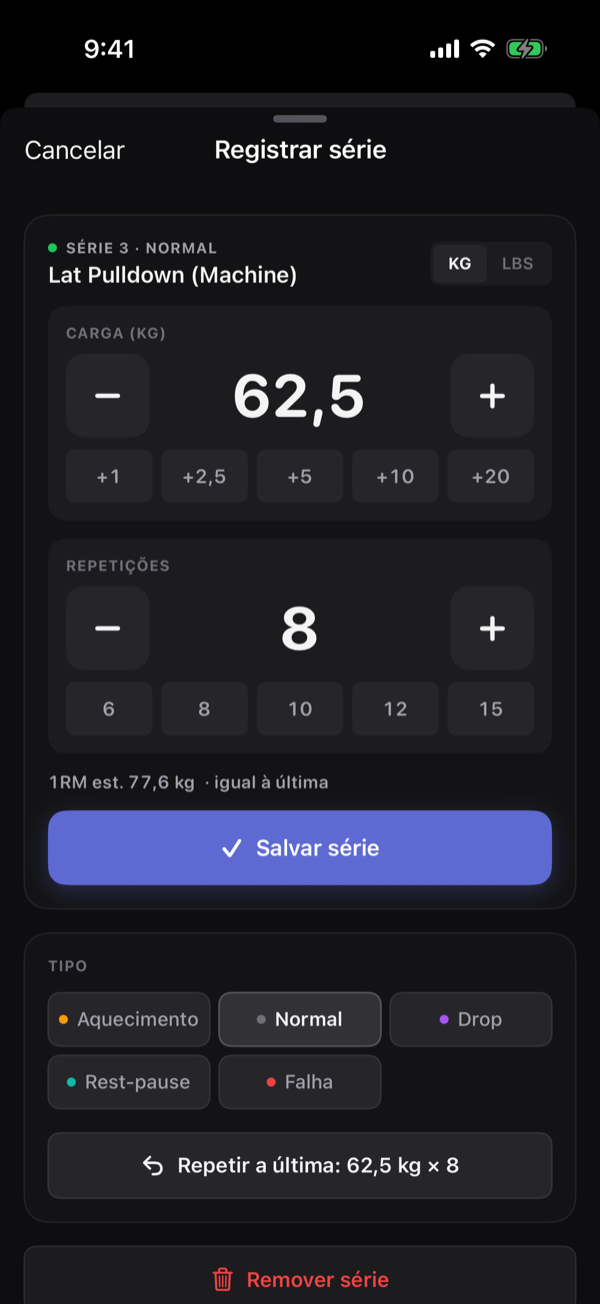 9:41
Cancelar
Registrar série
SÉRIE 3 · NORMAL
Lat Pulldown (Machine)
KG
LBS
CARGA (KG)
− 62,5 +
+1 +2,5 +5 +10 +20
REPETIÇÕES
− 8 +
6 8 10 12 15
1RM est. 77,6 kg · igual à última
Salvar série
TIPO
Aquecimento Normal Drop
Rest-pause Falha
Repetir a última: 62,5 kg × 8
Remover série